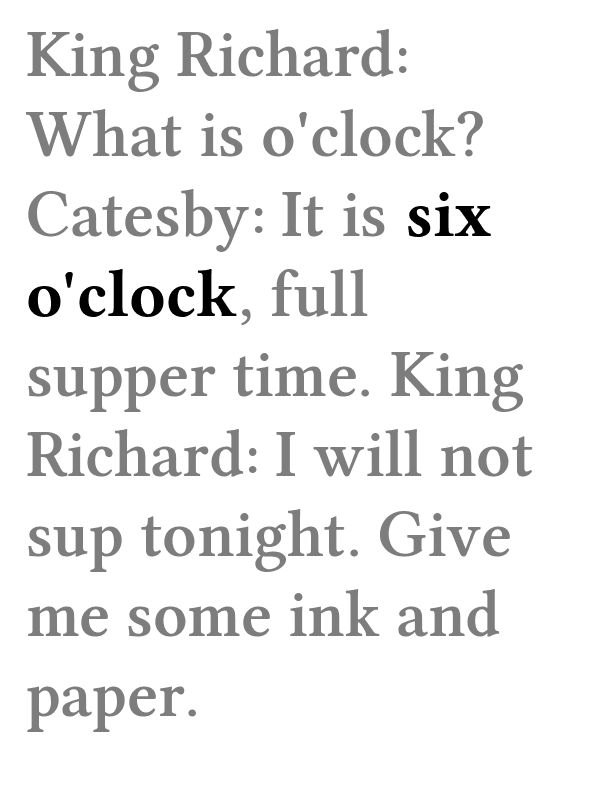 King Richard:
What is o'clock?
Catesby: It is six
o'clock, full
supper time. King
Richard: I will not
sup tonight. Give
me some ink and
paper.